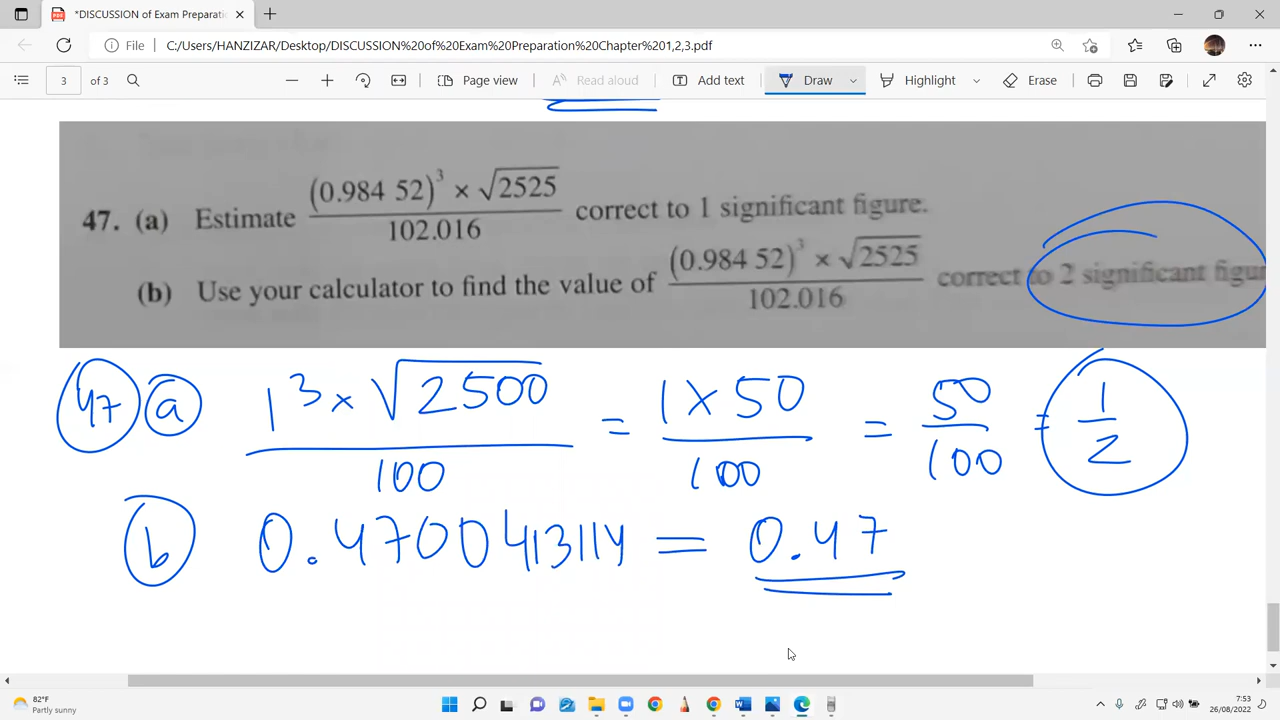 *DISCUSSION of Exam Preparati
File C:/Users/HANZIZAR/Desktop/DISCUSSION%20of%20Exam%20Preparation%20Chapter%201,2,3.pdf
3 of 3 Page view Read aloud Add text Draw Highlight Erase
47. (a) Estimate (0.984 52)³ × √2525 / 102.016 correct to 1 significant figure.
(b) Use your calculator to find the value of (0.984 52)³ × √2525 / 102.016 correct to 2 significant figur
47 a 1³ × √2500 / 100 = 1 × 50 / 100 = 50 / 100 = 1 / 2
b 0.4700413114 = 0.47
82°F
Partly sunny
7:53
26/08/2022